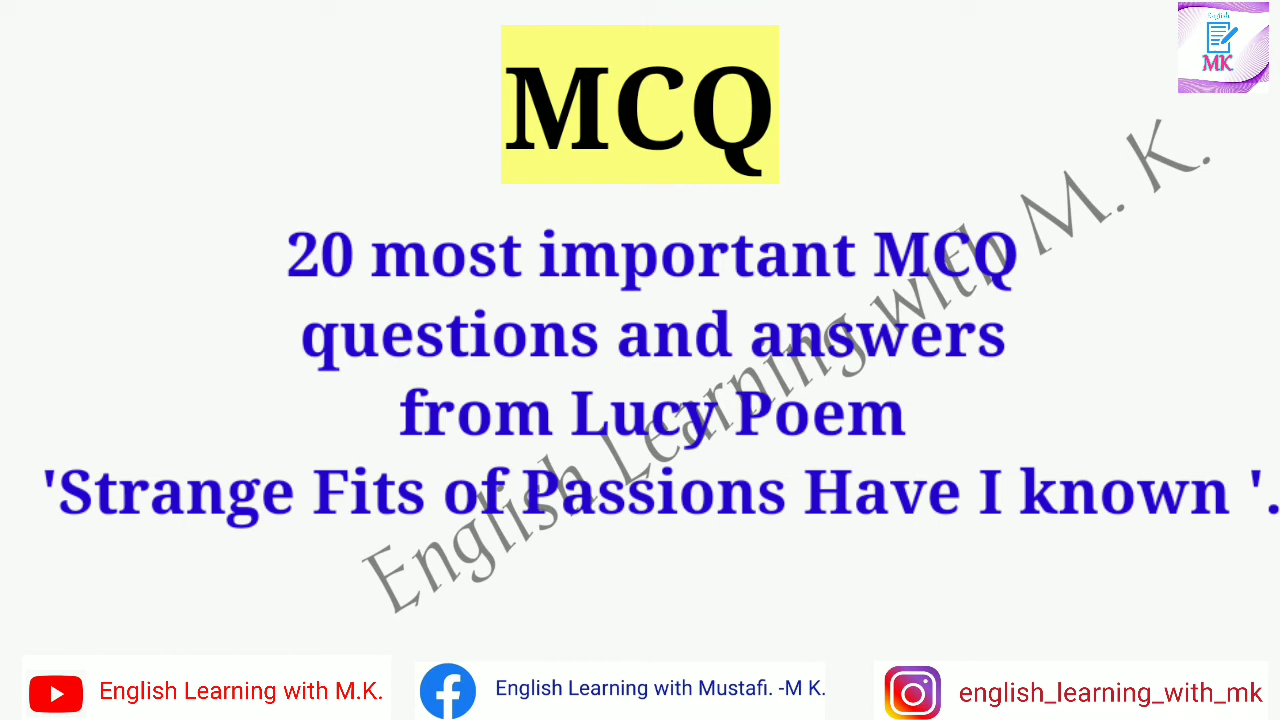 English
MK
MCQ
20 most important MCQ
questions and answers
from Lucy Poem
'Strange Fits of Passions Have I known '.
English Learning with M. K.
English Learning with M.K.
English Learning with Mustafi. -M K.
english_learning_with_mk